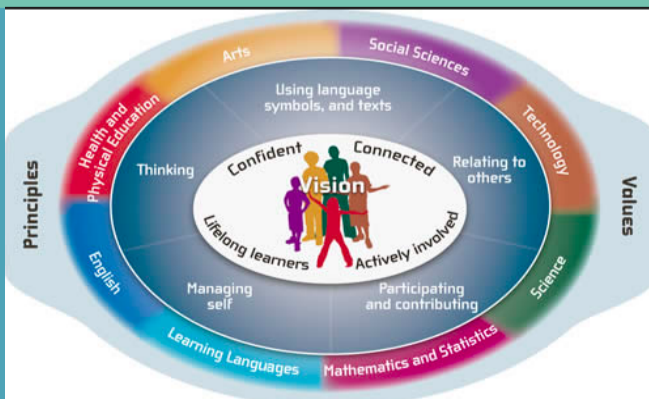 Arts
Social Sciences
Health and
Physical Education
Using language
symbols, and texts
Technology
Thinking
Confident
Connected
Relating to
others
Principles
Vision
Values
Lifelong learners
Actively involved
English
Managing
self
Participating
and contributing
Science
Learning Languages
Mathematics and Statistics